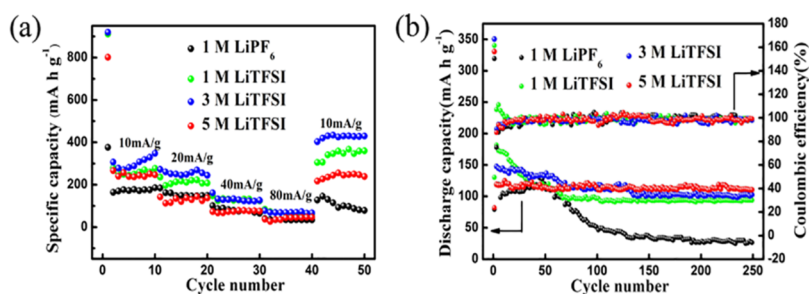 (a)
Specific capacity (mA h g⁻¹)
800
600
400
200
0
1 M LiPF₆
1 M LiTFSI
3 M LiTFSI
5 M LiTFSI
10mA/g
20mA/g
40mA/g
80mA/g
10mA/g
0 10 20 30 40 50
Cycle number
(b)
Discharge capacity(mA h g⁻¹)
350
300
250
200
150
100
50
0
1 M LiPF₆
3 M LiTFSI
1 M LiTFSI
5 M LiTFSI
0 50 100 150 200 250
Cycle number
180
160
140
120
100
80
60
40
20
0
-20
Coulombic efficiency(%)